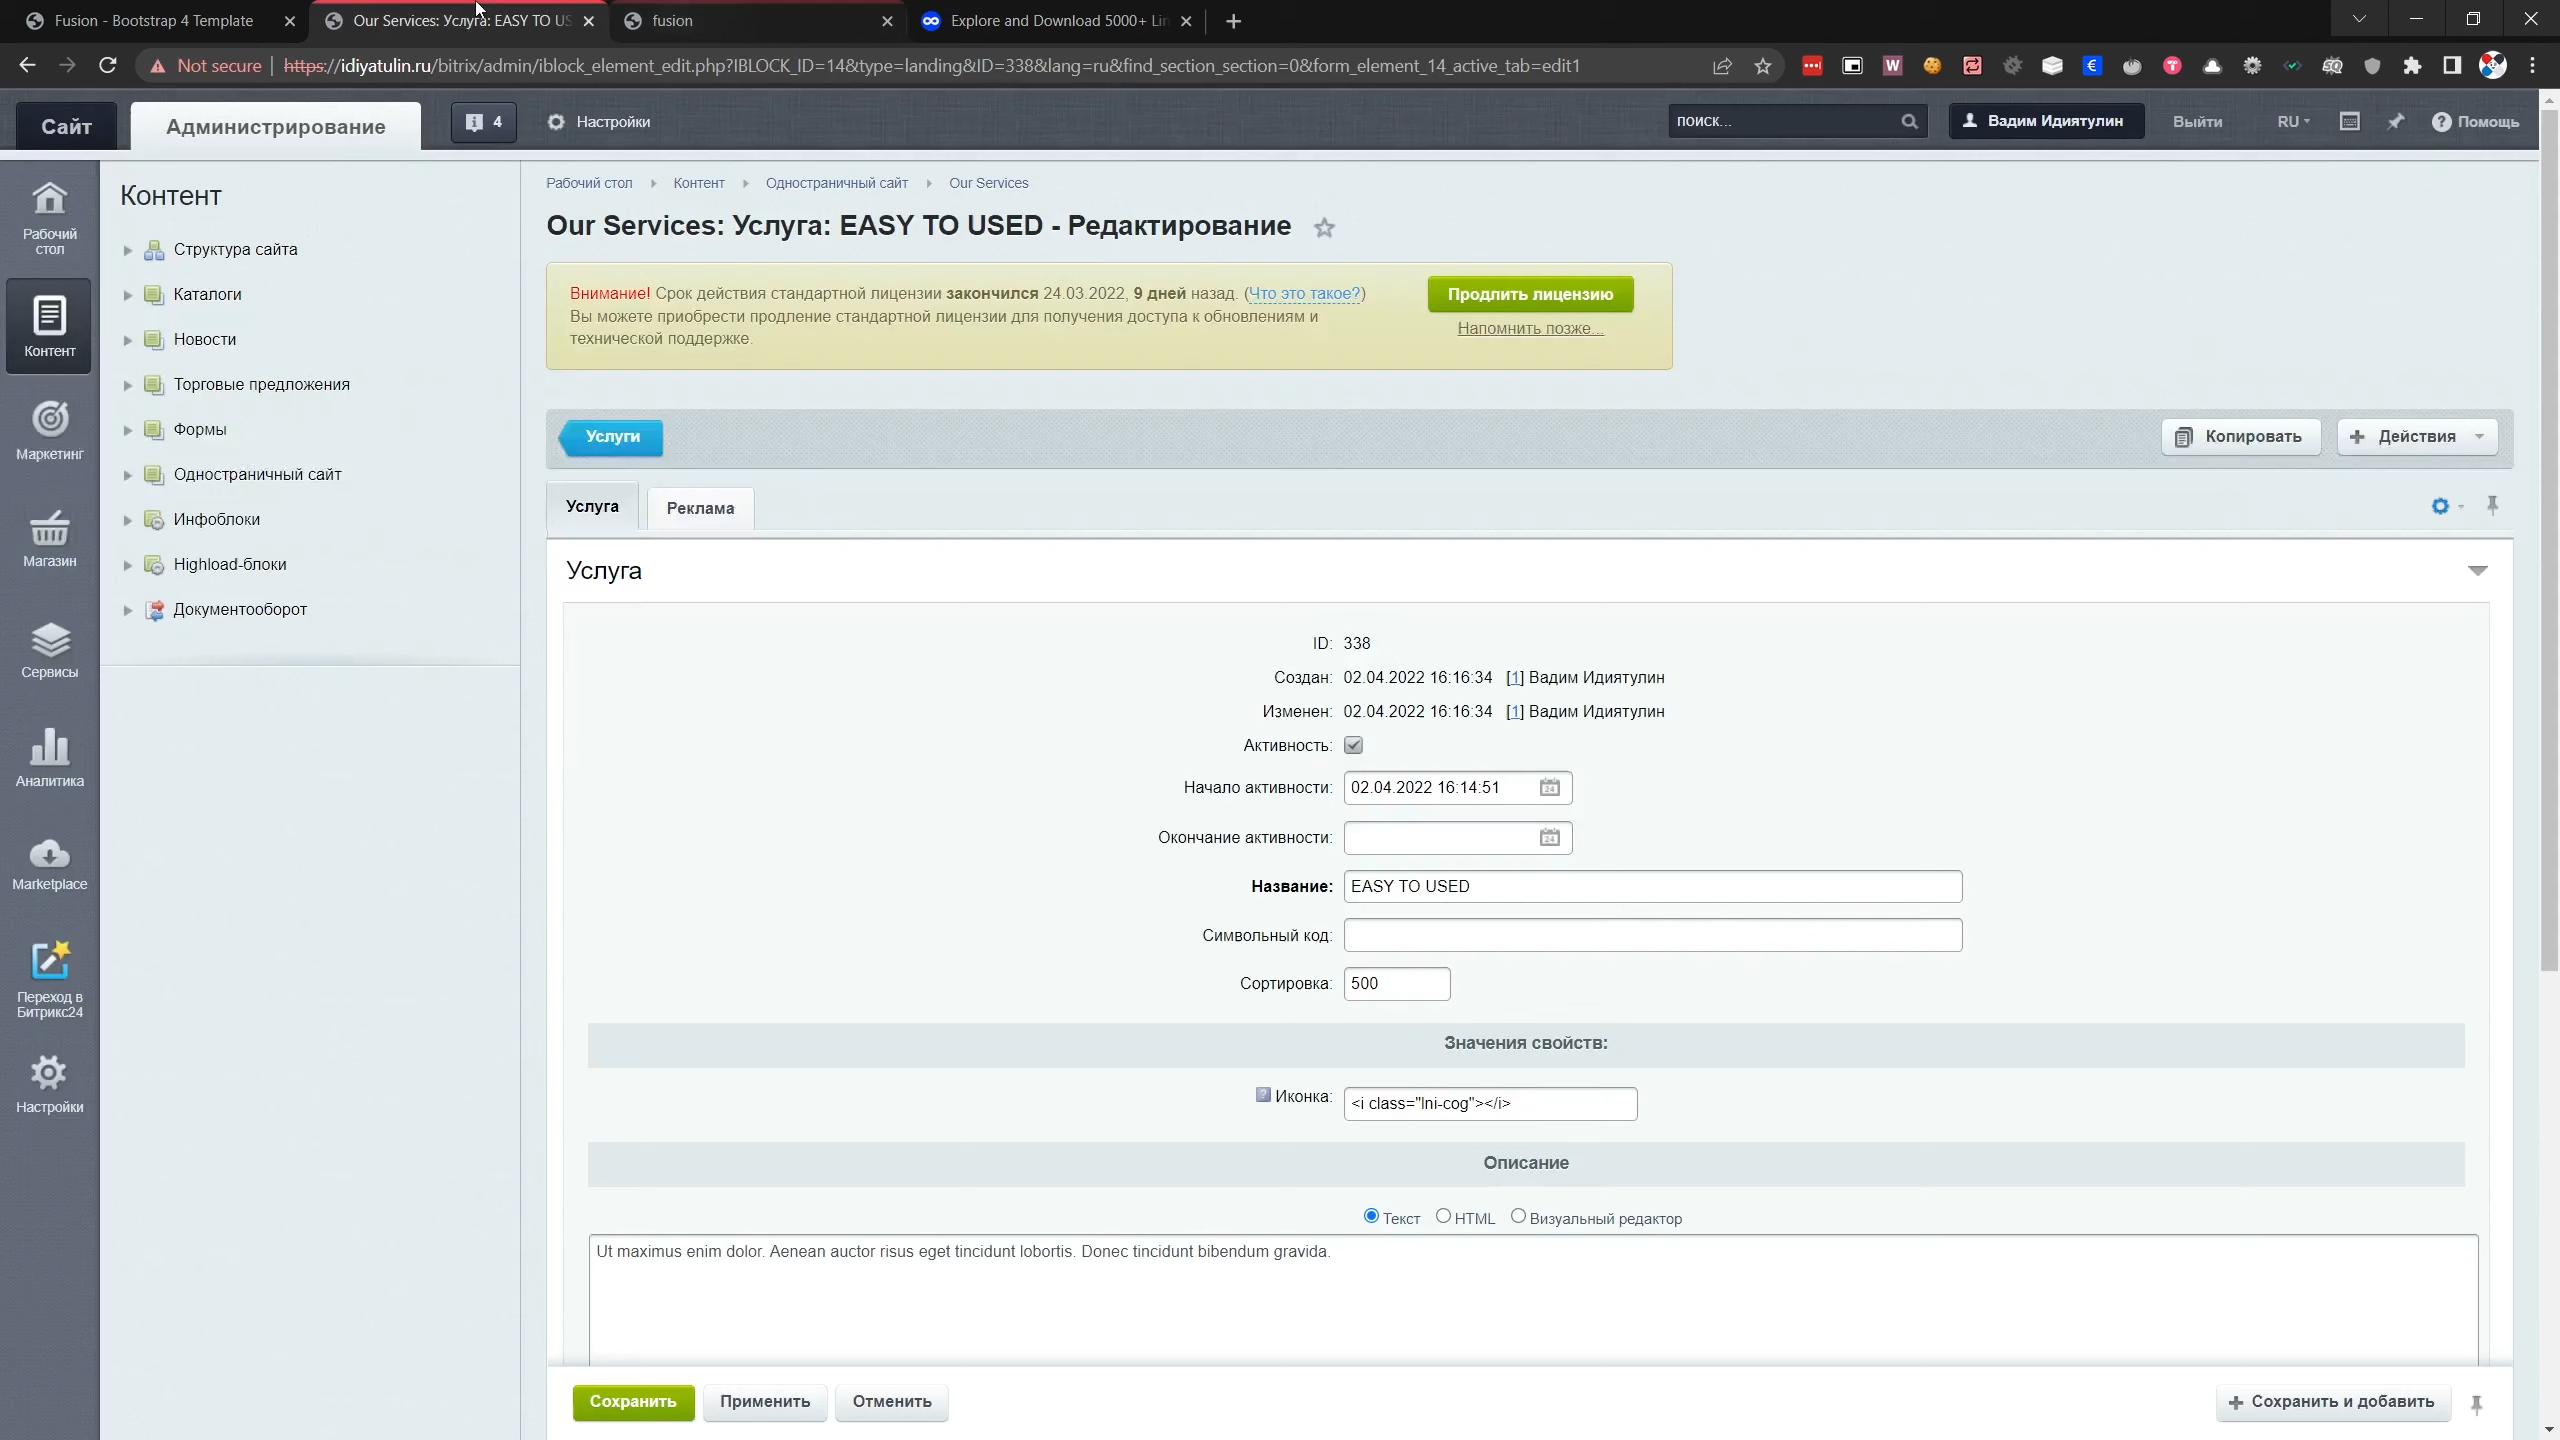 Fusion - Bootstrap 4 Template
Our Services: Услуга: EASY TO US
fusion
Explore and Download 5000+ Lin
Not secure
https://idiyatulin.ru/bitrix/admin/iblock_element_edit.php?IBLOCK_ID=14&type=landing&ID=338&lang=ru&find_section_section=0&form_element_14_active_tab=edit1
Сайт
Администрирование
4
Настройки
поиск...
Вадим Идиятулин
Выйти
RU
Помощь
Рабочий стол
Контент
Маркетинг
Магазин
Сервисы
Аналитика
Marketplace
Переход в Битрикс24
Настройки
Контент
Структура сайта
Каталоги
Новости
Торговые предложения
Формы
Одностраничный сайт
Инфоблоки
Highload-блоки
Документооборот
Рабочий стол
Контент
Одностраничный сайт
Our Services
Our Services: Услуга: EASY TO USED - Редактирование
Внимание! Срок действия стандартной лицензии закончился 24.03.2022, 9 дней назад. (Что это такое?)
Вы можете приобрести продление стандартной лицензии для получения доступа к обновлениям и
технической поддержке.
Продлить лицензию
Напомнить позже...
Услуги
Копировать
Действия
Услуга
Реклама
Услуга
ID: 338
Создан: 02.04.2022 16:16:34 [1] Вадим Идиятулин
Изменен: 02.04.2022 16:16:34 [1] Вадим Идиятулин
Активность:
Начало активности: 02.04.2022 16:14:51
Окончание активности:
Название: EASY TO USED
Символьный код:
Сортировка: 500
Значения свойств:
Иконка: <i class="lni-cog"></i>
Описание
Текст HTML Визуальный редактор
Ut maximus enim dolor. Aenean auctor risus eget tincidunt lobortis. Donec tincidunt bibendum gravida.
Сохранить
Применить
Отменить
Сохранить и добавить